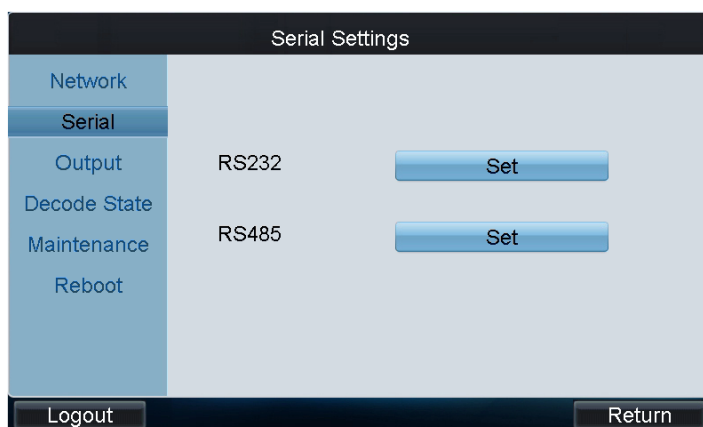 Serial Settings
Network
Serial
Output
Decode State
Maintenance
Reboot
RS232 Set
RS485 Set
Logout Return